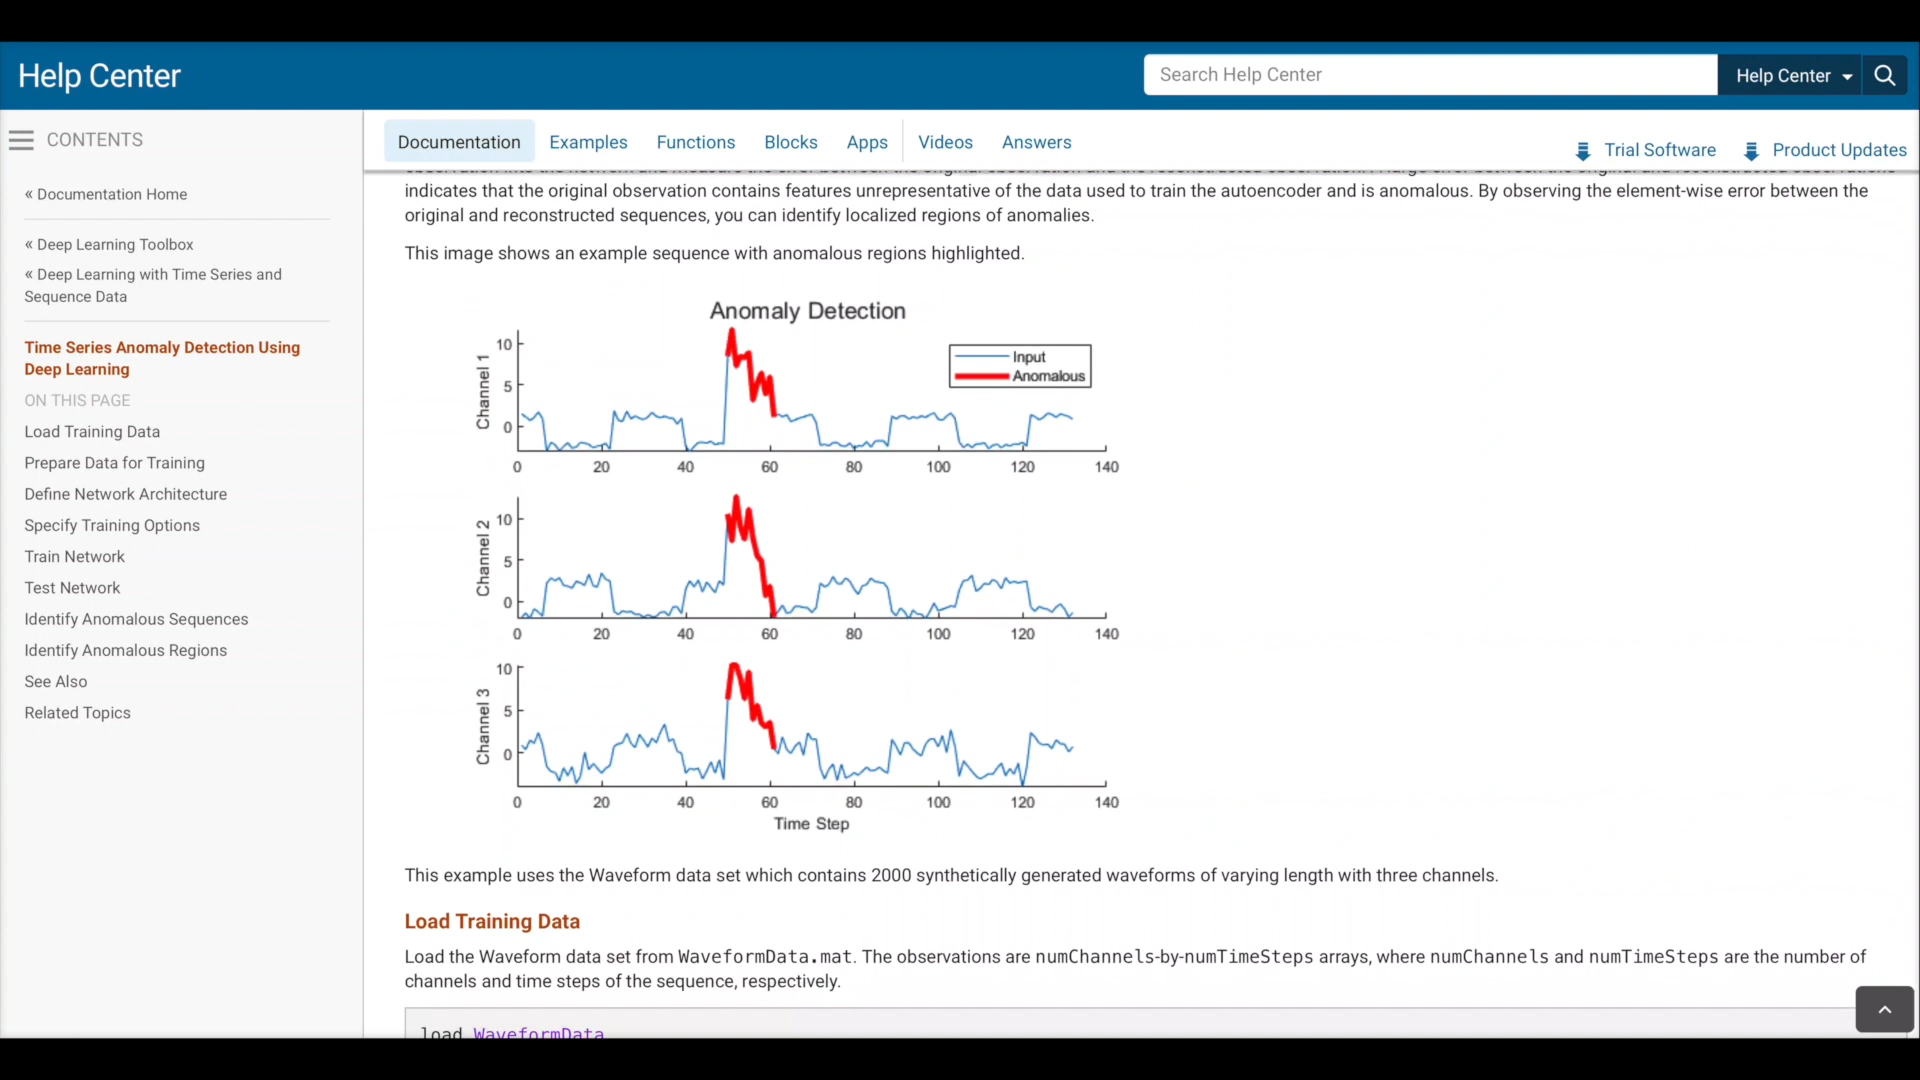 Help Center
Search Help Center
Help Center
CONTENTS
Documentation
Examples
Functions
Blocks
Apps
Videos
Answers
Trial Software
Product Updates
« Documentation Home
« Deep Learning Toolbox
« Deep Learning with Time Series and
Sequence Data
Time Series Anomaly Detection Using
Deep Learning
ON THIS PAGE
Load Training Data
Prepare Data for Training
Define Network Architecture
Specify Training Options
Train Network
Test Network
Identify Anomalous Sequences
Identify Anomalous Regions
See Also
Related Topics
indicates that the original observation contains features unrepresentative of the data used to train the autoencoder and is anomalous. By observing the element-wise error between the
original and reconstructed sequences, you can identify localized regions of anomalies.
This image shows an example sequence with anomalous regions highlighted.
Anomaly Detection
Input
Anomalous
Channel 1
10
5
0
0 20 40 60 80 100 120 140
Channel 2
10
5
0
0 20 40 60 80 100 120 140
Channel 3
10
5
0
0 20 40 60 80 100 120 140
Time Step
This example uses the Waveform data set which contains 2000 synthetically generated waveforms of varying length with three channels.
Load Training Data
Load the Waveform data set from WaveformData.mat. The observations are numChannels-by-numTimeSteps arrays, where numChannels and numTimeSteps are the number of
channels and time steps of the sequence, respectively.
load WaveformData